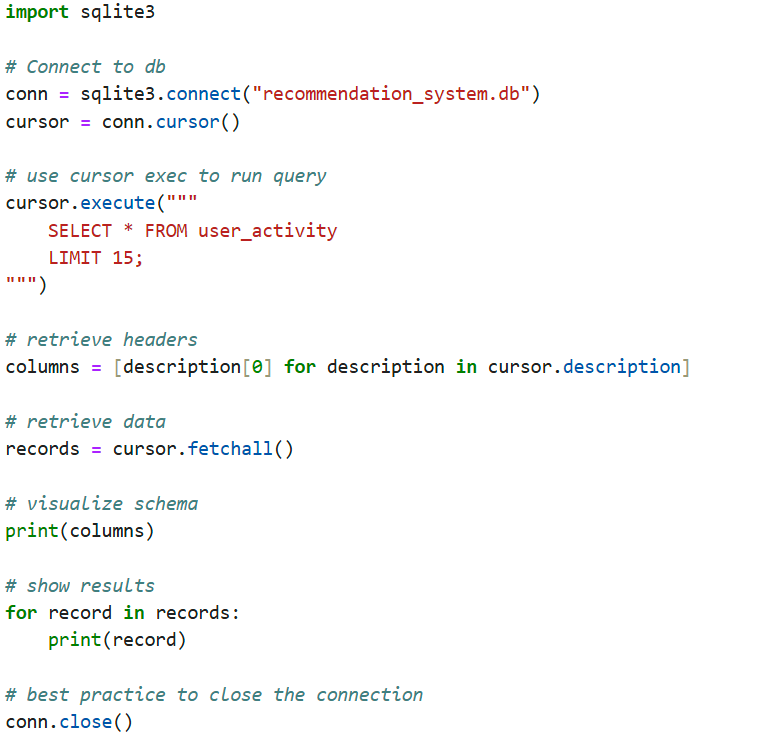 import sqlite3
# Connect to db
conn = sqlite3.connect("recommendation_system.db")
cursor = conn.cursor()
# use cursor exec to run query
cursor.execute("""
    SELECT * FROM user_activity
    LIMIT 15;
""")
# retrieve headers
columns = [description[0] for description in cursor.description]
# retrieve data
records = cursor.fetchall()
# visualize schema
print(columns)
# show results
for record in records:
    print(record)
# best practice to close the connection
conn.close()